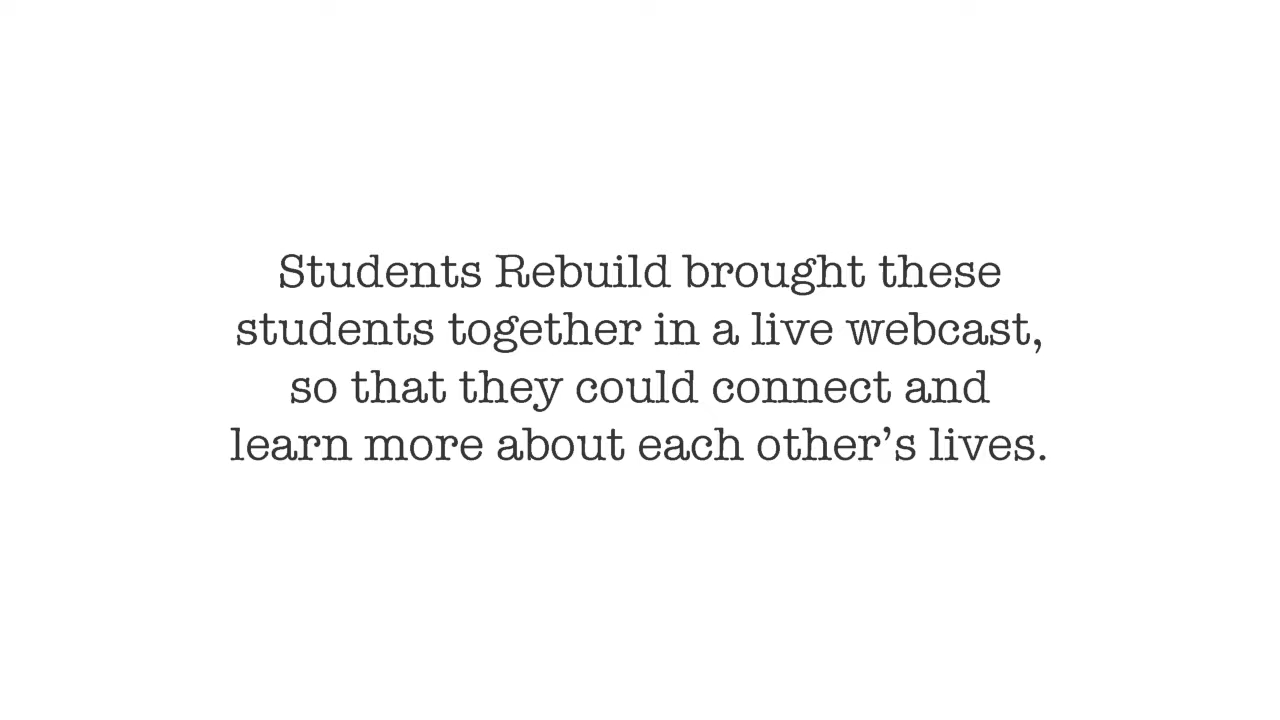 Students Rebuild brought these
students together in a live webcast,
so that they could connect and
learn more about each other’s lives.